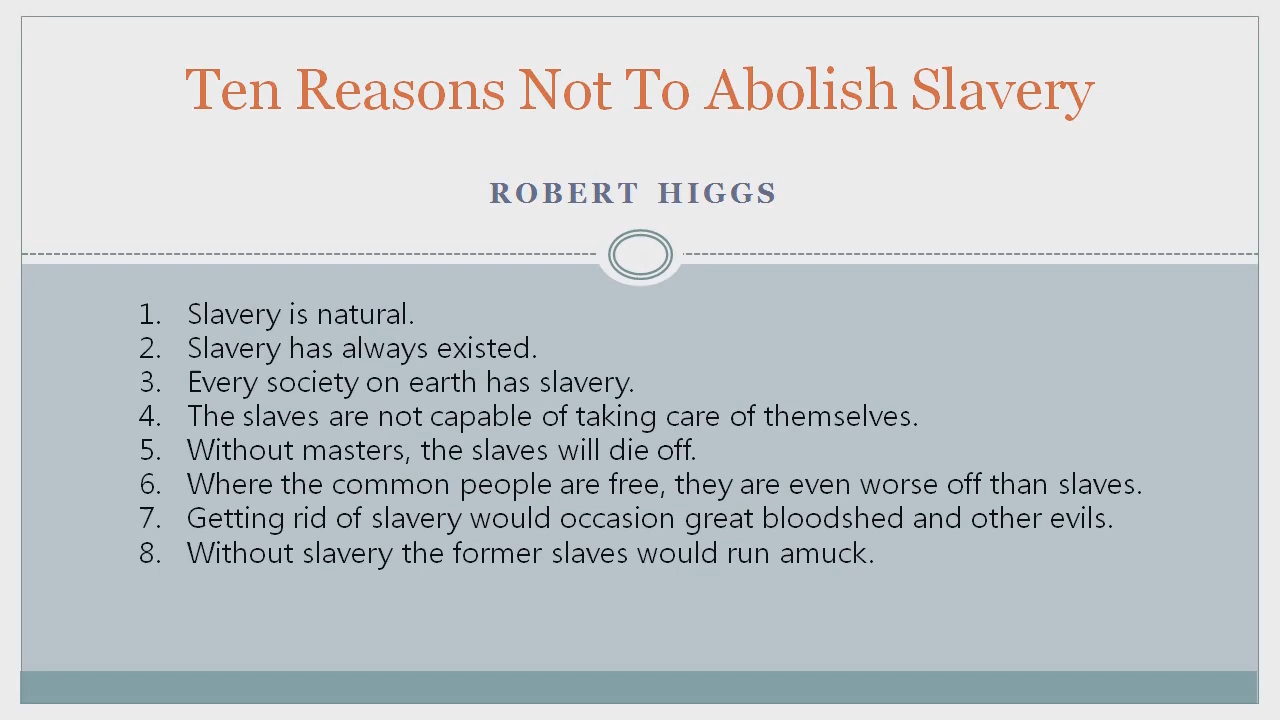 Ten Reasons Not To Abolish Slavery
ROBERT HIGGS
1. Slavery is natural.
2. Slavery has always existed.
3. Every society on earth has slavery.
4. The slaves are not capable of taking care of themselves.
5. Without masters, the slaves will die off.
6. Where the common people are free, they are even worse off than slaves.
7. Getting rid of slavery would occasion great bloodshed and other evils.
8. Without slavery the former slaves would run amuck.